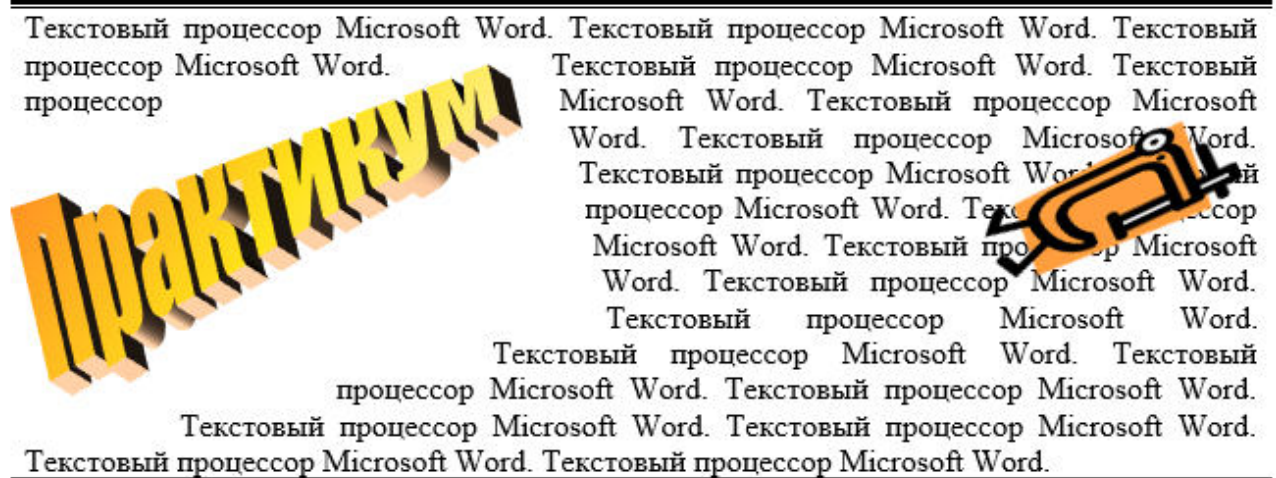 Текстовый процессор Microsoft Word. Текстовый процессор Microsoft Word. Текстовый
процессор Microsoft Word. Текстовый процессор Microsoft Word. Текстовый
процессор Microsoft Word. Текстовый процессор Microsoft
Word. Текстовый процессор Microsoft Word.
Текстовый процессор Microsoft
процессор Microsoft Word.
Microsoft Word. Текстовый Microsoft
Word. Текстовый процессор Microsoft Word.
Текстовый процессор Microsoft Word.
Текстовый процессор Microsoft Word. Текстовый
процессор Microsoft Word. Текстовый процессор Microsoft Word.
Текстовый процессор Microsoft Word. Текстовый процессор Microsoft Word.
Текстовый процессор Microsoft Word. Текстовый процессор Microsoft Word.
Практикум